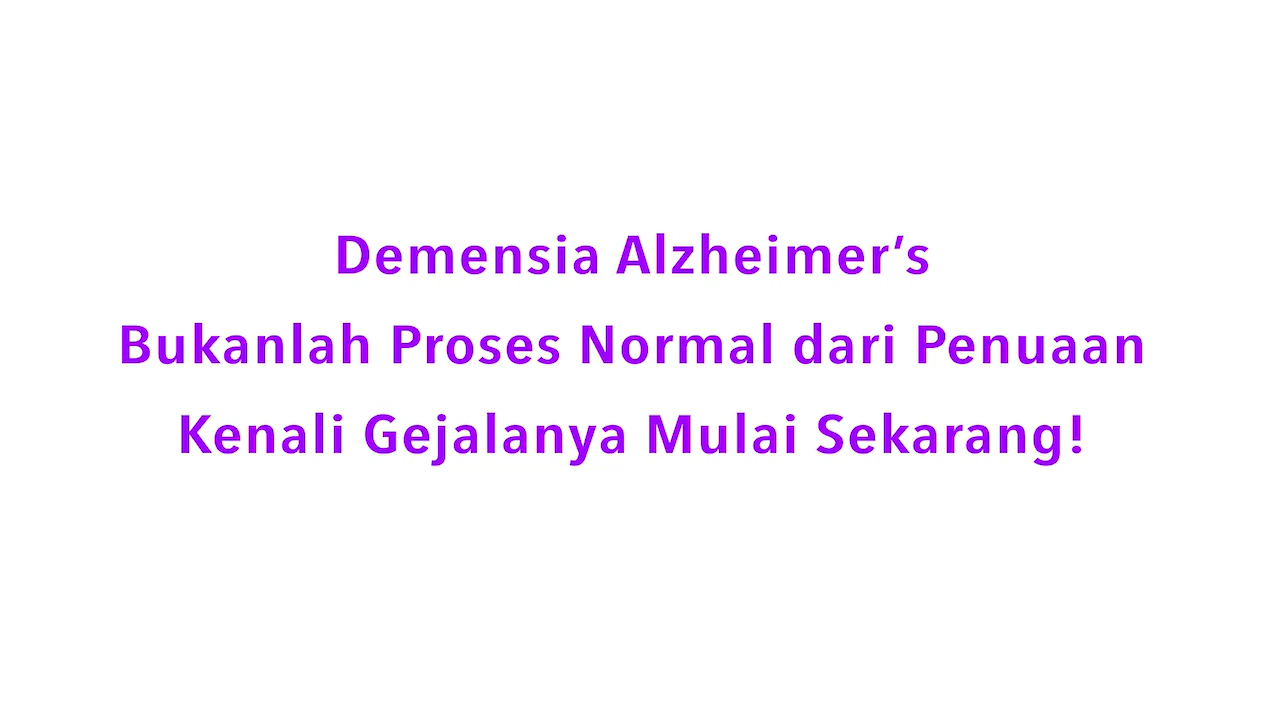 Demensia Alzheimer’s
Bukanlah Proses Normal dari Penuaan
Kenali Gejalanya Mulai Sekarang!